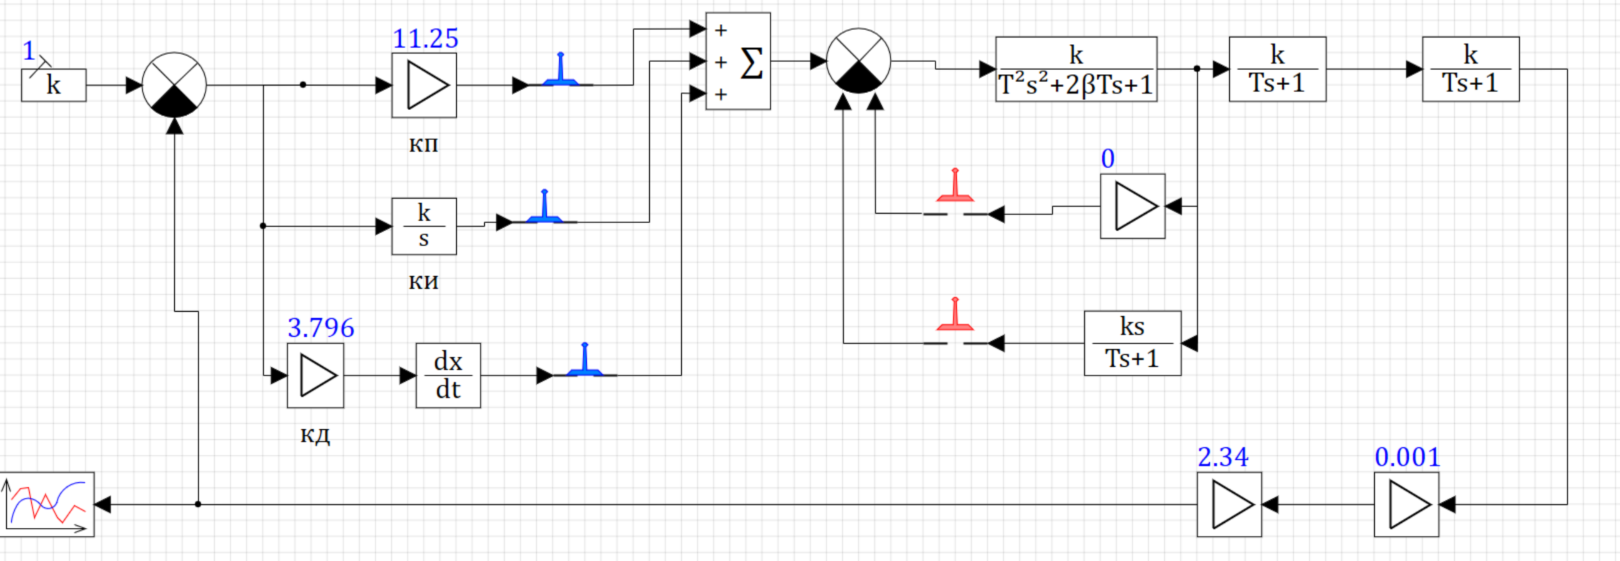 1
k
11.25
кп
k
s
ки
3.796
кд
dx
dt
+
+
+
Σ
k
T²s²+2βTs+1
k
Ts+1
k
Ts+1
0
ks
Ts+1
2.34
0.001